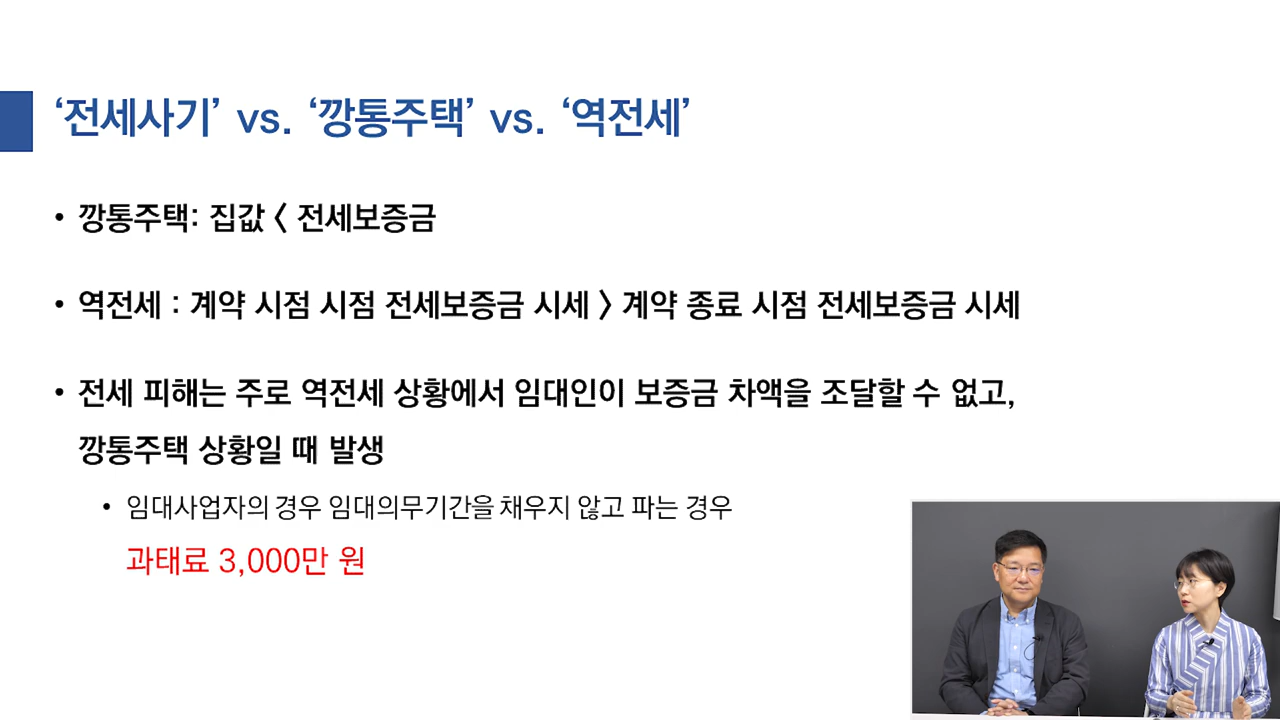 ‘전세사기’ vs. ‘깡통주택’ vs. ‘역전세’
• 깡통주택: 집값 < 전세보증금
• 역전세 : 계약 시점 시점 전세보증금 시세 > 계약 종료 시점 전세보증금 시세
• 전세 피해는 주로 역전세 상황에서 임대인이 보증금 차액을 조달할 수 없고,
깡통주택 상황일 때 발생
• 임대사업자의 경우 임대의무기간을 채우지 않고 파는 경우
과태료 3,000만 원